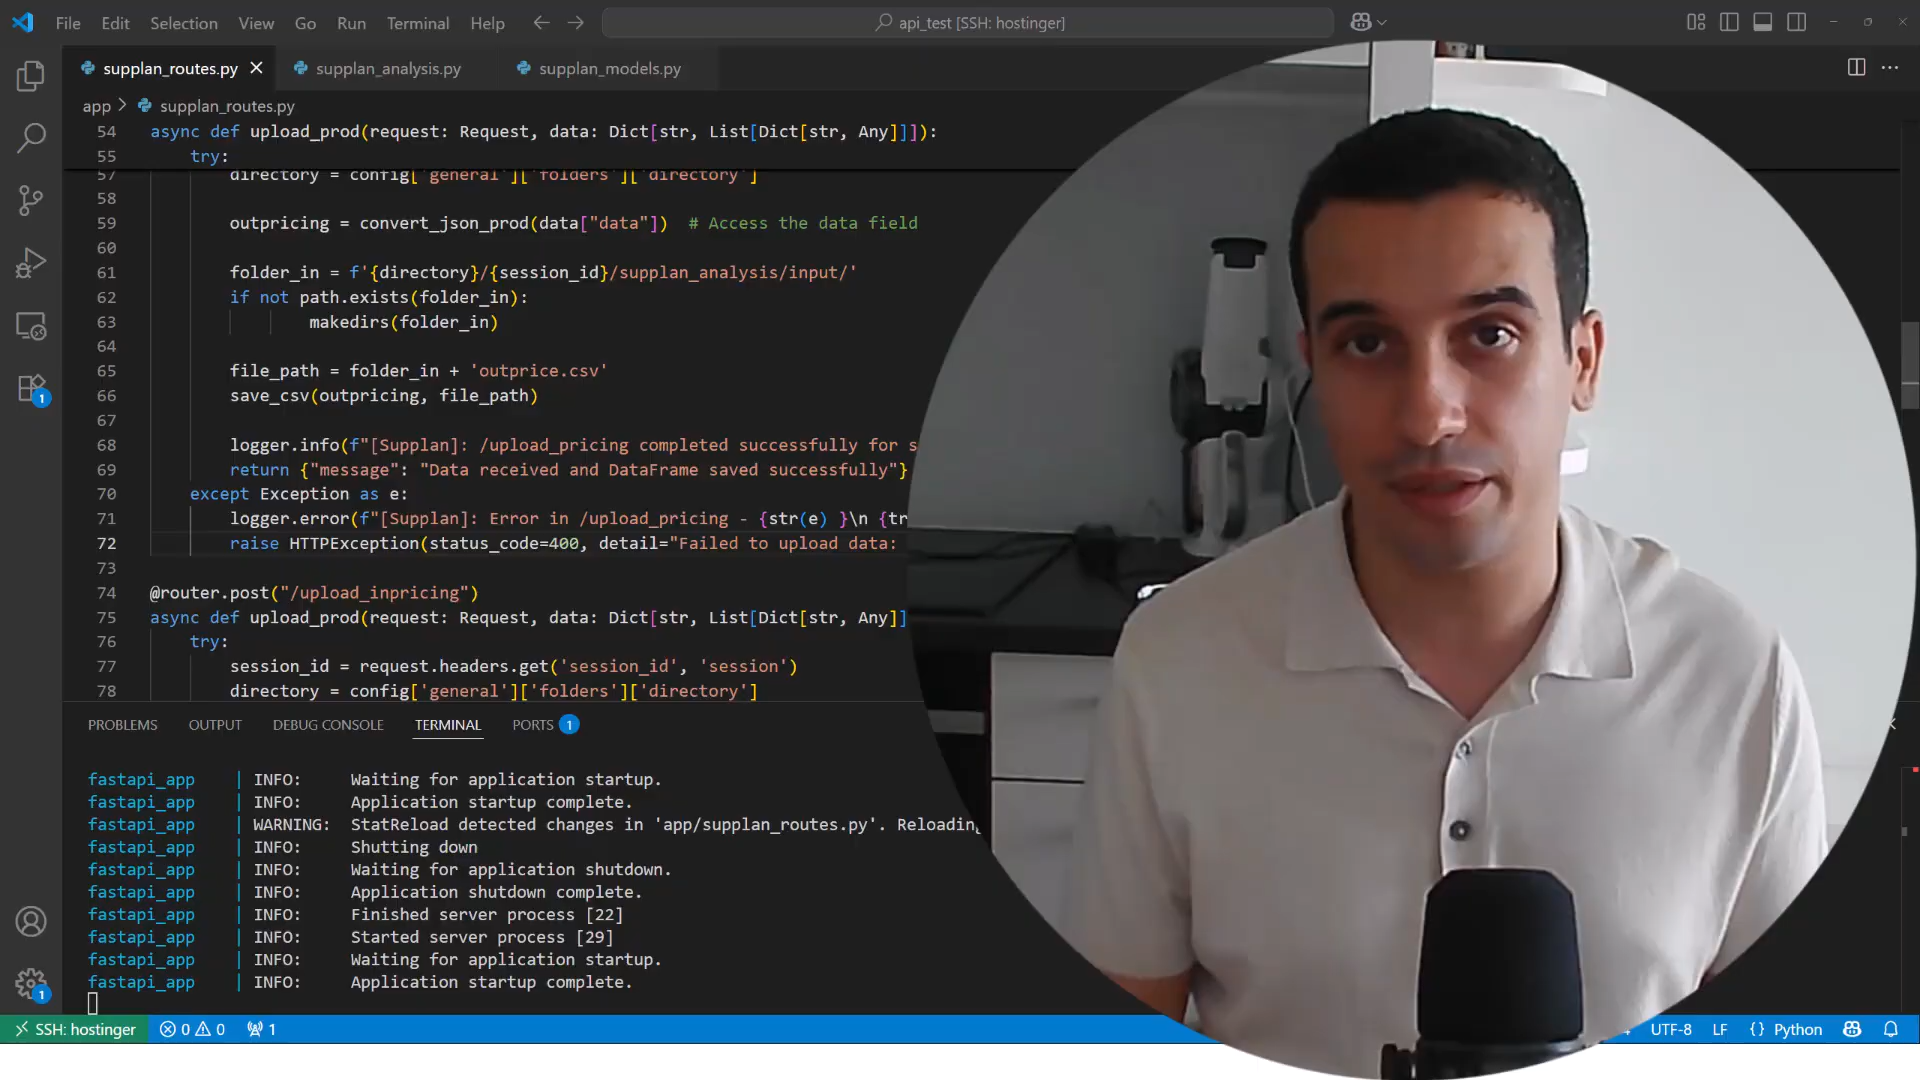 File Edit Selection View Go Run Terminal Help
api_test [SSH: hostinger]
supplan_routes.py supplan_analysis.py supplan_models.py
app supplan_routes.py
54 async def upload_prod(request: Request, data: Dict[str, List[Dict[str, Any]]]):
55 try:
57 directory = config['general']['folders']['directory']
58
59 outpricing = convert_json_prod(data["data"]) # Access the data field
60
61 folder_in = f'{directory}/{session_id}/supplan_analysis/input/'
62 if not path.exists(folder_in):
63 makedirs(folder_in)
64
65 file_path = folder_in + 'outprice.csv'
66 save_csv(outpricing, file_path)
67
68 logger.info(f"[Supplan]: /upload_pricing completed successfully for s
69 return {"message": "Data received and DataFrame saved successfully"}
70 except Exception as e:
71 logger.error(f"[Supplan]: Error in /upload_pricing - {str(e) }\n {tr
72 raise HTTPException(status_code=400, detail="Failed to upload data:
73
74 @router.post("/upload_inpricing")
75 async def upload_prod(request: Request, data: Dict[str, List[Dict[str, Any]]
76 try:
77 session_id = request.headers.get('session_id', 'session')
78 directory = config['general']['folders']['directory']
PROBLEMS OUTPUT DEBUG CONSOLE TERMINAL PORTS 1
fastapi_app | INFO: Waiting for application startup.
fastapi_app | INFO: Application startup complete.
fastapi_app | WARNING: StatReload detected changes in 'app/supplan_routes.py'. Reloading
fastapi_app | INFO: Shutting down
fastapi_app | INFO: Waiting for application shutdown.
fastapi_app | INFO: Application shutdown complete.
fastapi_app | INFO: Finished server process [22]
fastapi_app | INFO: Started server process [29]
fastapi_app | INFO: Waiting for application startup.
fastapi_app | INFO: Application startup complete.
1
1
SSH: hostinger 0 0 1 UTF-8 LF {} Python